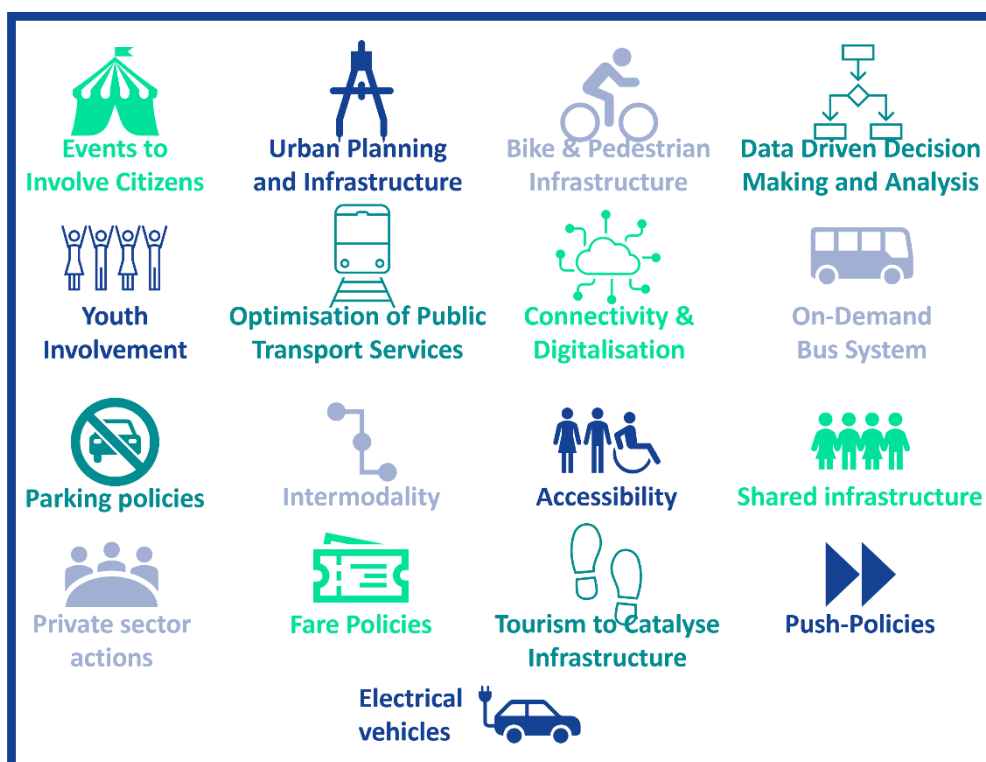 Events to
Involve Citizens
Urban Planning
and Infrastructure
Bike & Pedestrian
Infrastructure
Data Driven Decision
Making and Analysis
Youth
Involvement
Optimisation of Public
Transport Services
Connectivity &
Digitalisation
On-Demand
Bus System
Parking policies
Intermodality
Accessibility
Shared infrastructure
Private sector
actions
Fare Policies
Tourism to Catalyse
Infrastructure
Push-Policies
Electrical
vehicles